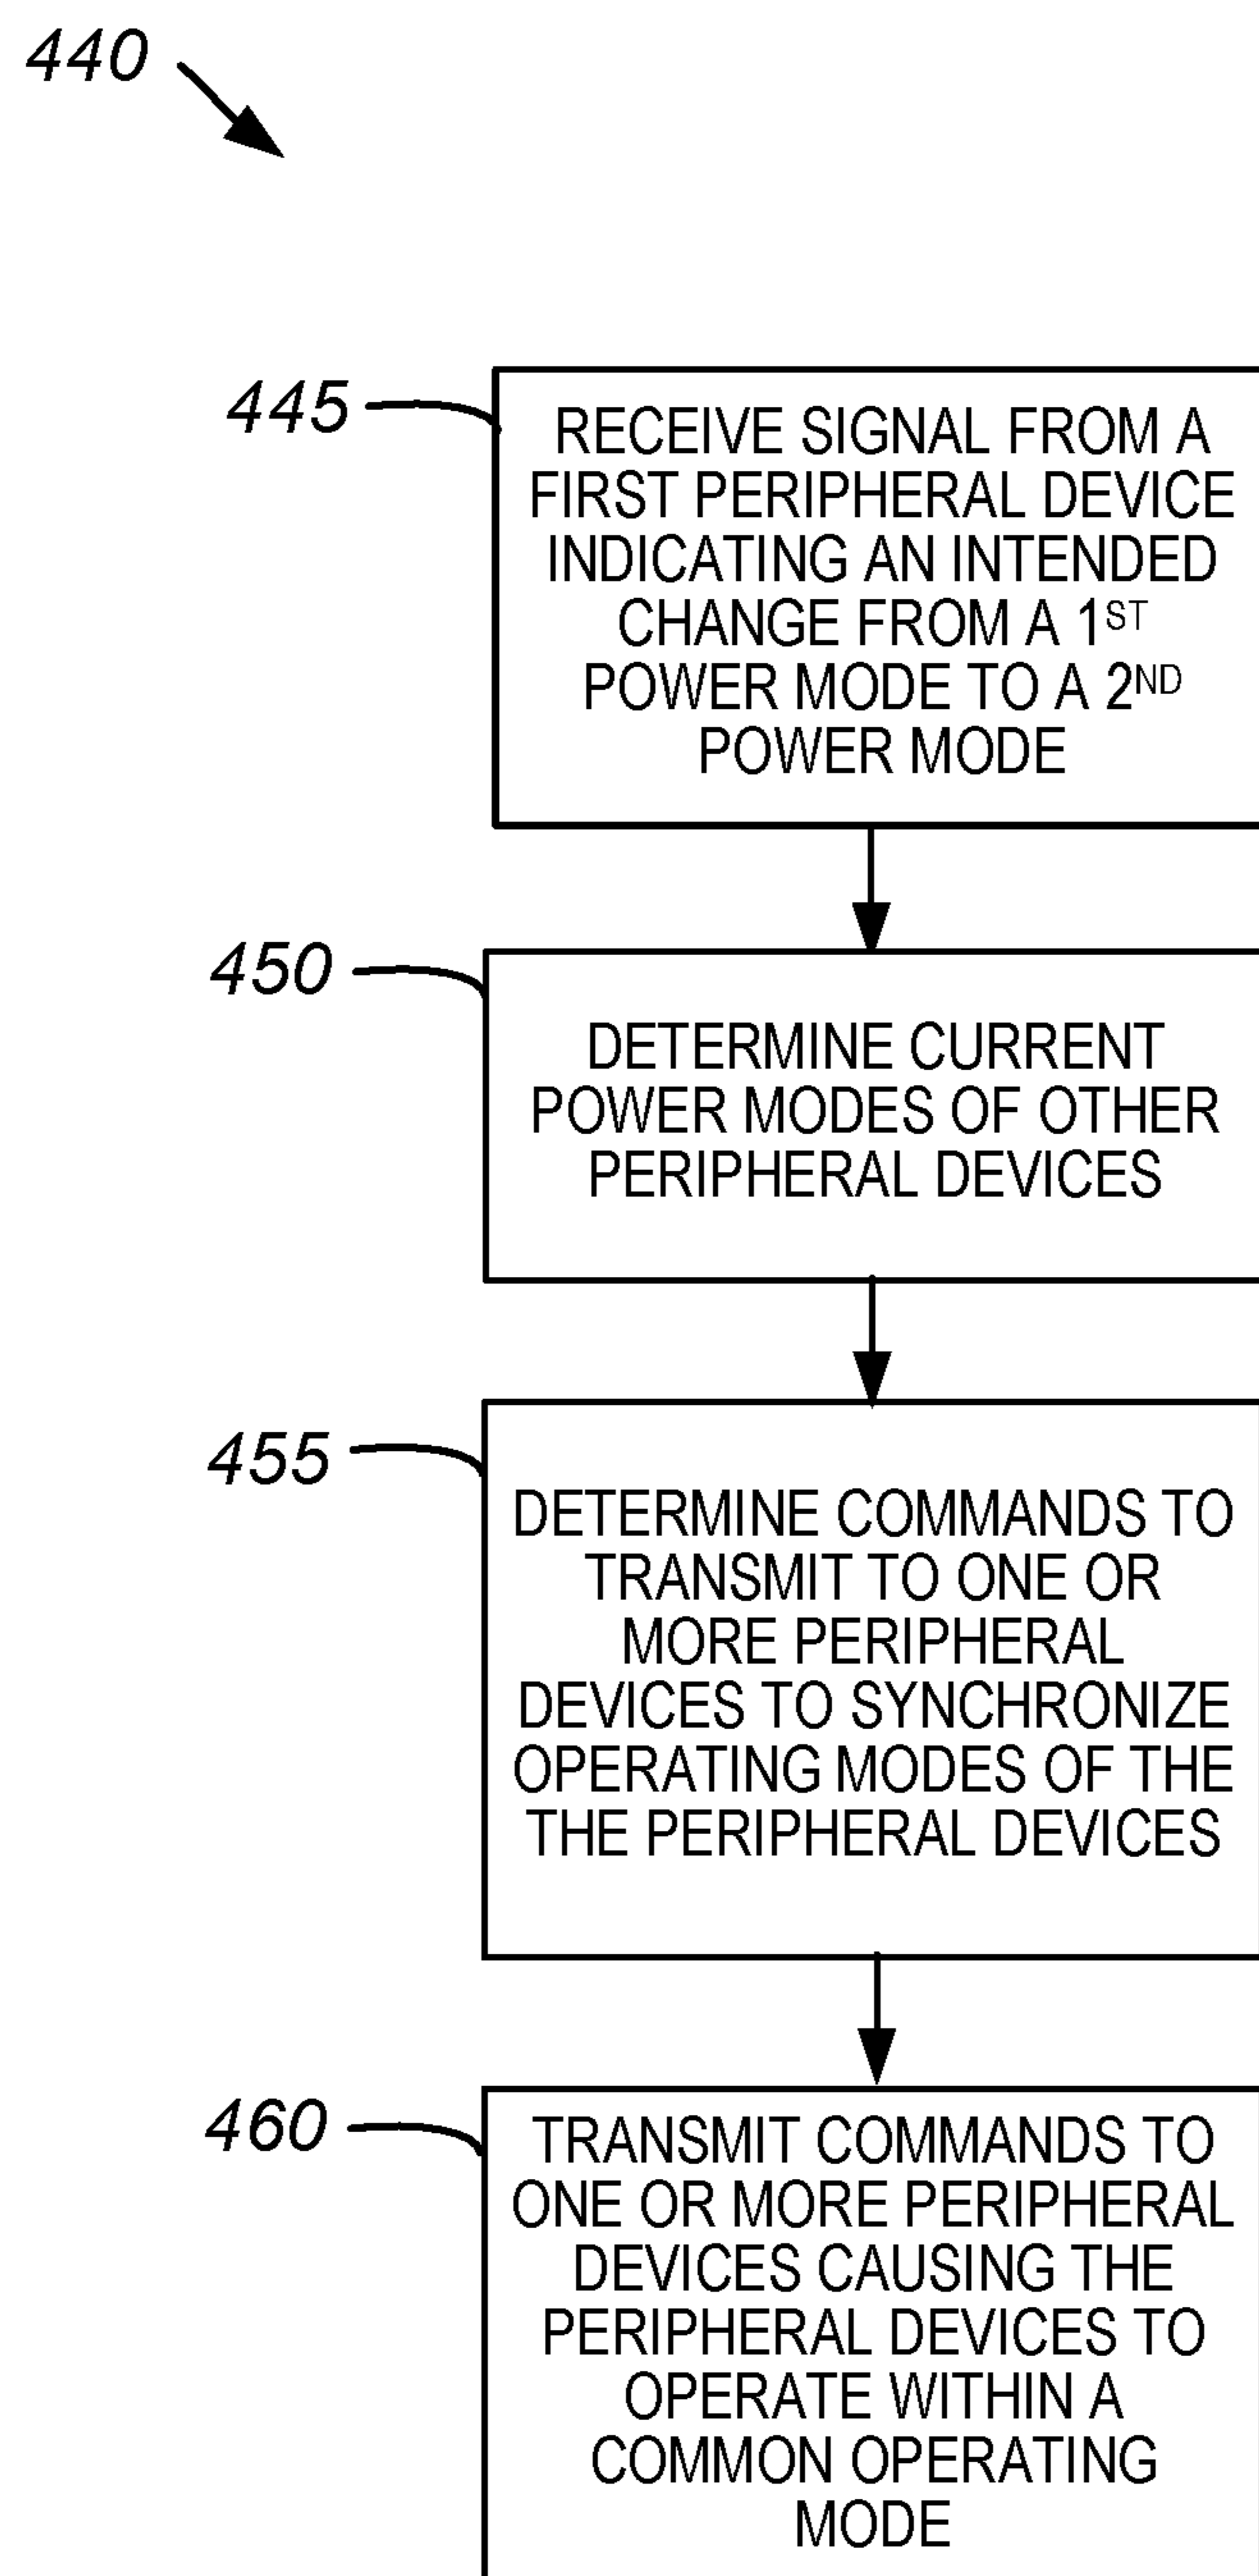 440
445
RECEIVE SIGNAL FROM A
FIRST PERIPHERAL DEVICE
INDICATING AN INTENDED
CHANGE FROM A 1ST
POWER MODE TO A 2ND
POWER MODE
450
DETERMINE CURRENT
POWER MODES OF OTHER
PERIPHERAL DEVICES
455
DETERMINE COMMANDS TO
TRANSMIT TO ONE OR
MORE PERIPHERAL
DEVICES TO SYNCHRONIZE
OPERATING MODES OF THE
THE PERIPHERAL DEVICES
460
TRANSMIT COMMANDS TO
ONE OR MORE PERIPHERAL
DEVICES CAUSING THE
PERIPHERAL DEVICES TO
OPERATE WITHIN A
COMMON OPERATING
MODE